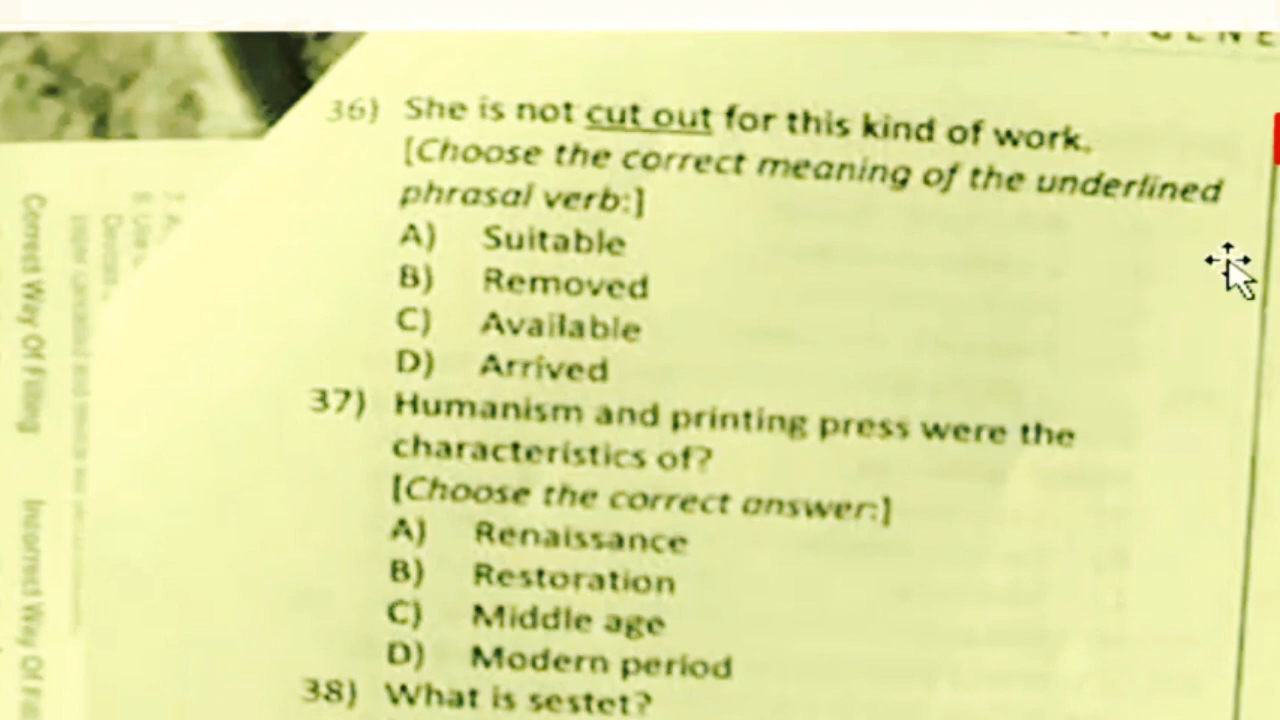 GENE
36) She is not cut out for this kind of work.
[Choose the correct meaning of the underlined
phrasal verb:]
A) Suitable
B) Removed
C) Available
D) Arrived
37) Humanism and printing press were the
characteristics of?
[Choose the correct answer:]
A) Renaissance
B) Restoration
C) Middle age
D) Modern period
38) What is sestet?
Correct Way Of Filling
Incorrect Way Of